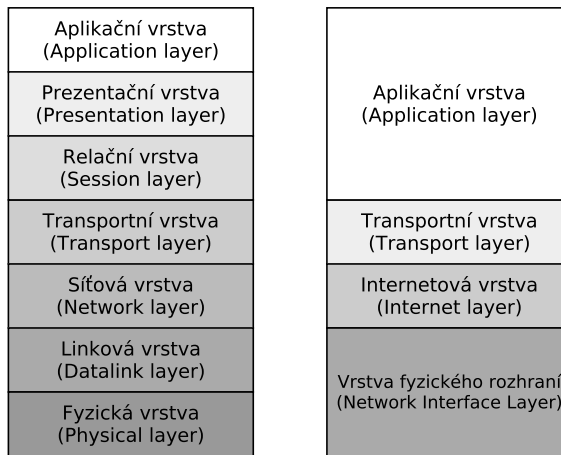 Aplikační vrstva
(Application layer)
Prezentační vrstva
(Presentation layer)
Relační vrstva
(Session layer)
Transportní vrstva
(Transport layer)
Síťová vrstva
(Network layer)
Linková vrstva
(Datalink layer)
Fyzická vrstva
(Physical layer)
Aplikační vrstva
(Application layer)
Transportní vrstva
(Transport layer)
Internetová vrstva
(Internet layer)
Vrstva fyzického rozhraní
(Network Interface Layer)